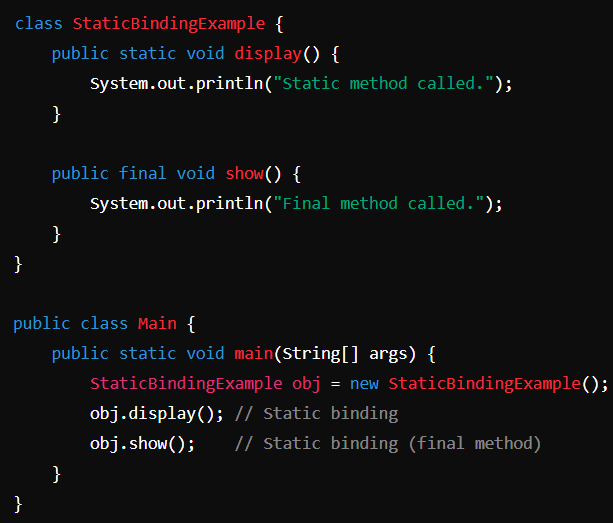 class StaticBindingExample {
    public static void display() {
        System.out.println("Static method called.");
    }

    public final void show() {
        System.out.println("Final method called.");
    }
}

public class Main {
    public static void main(String[] args) {
        StaticBindingExample obj = new StaticBindingExample();
        obj.display(); // Static binding
        obj.show();    // Static binding (final method)
    }
}